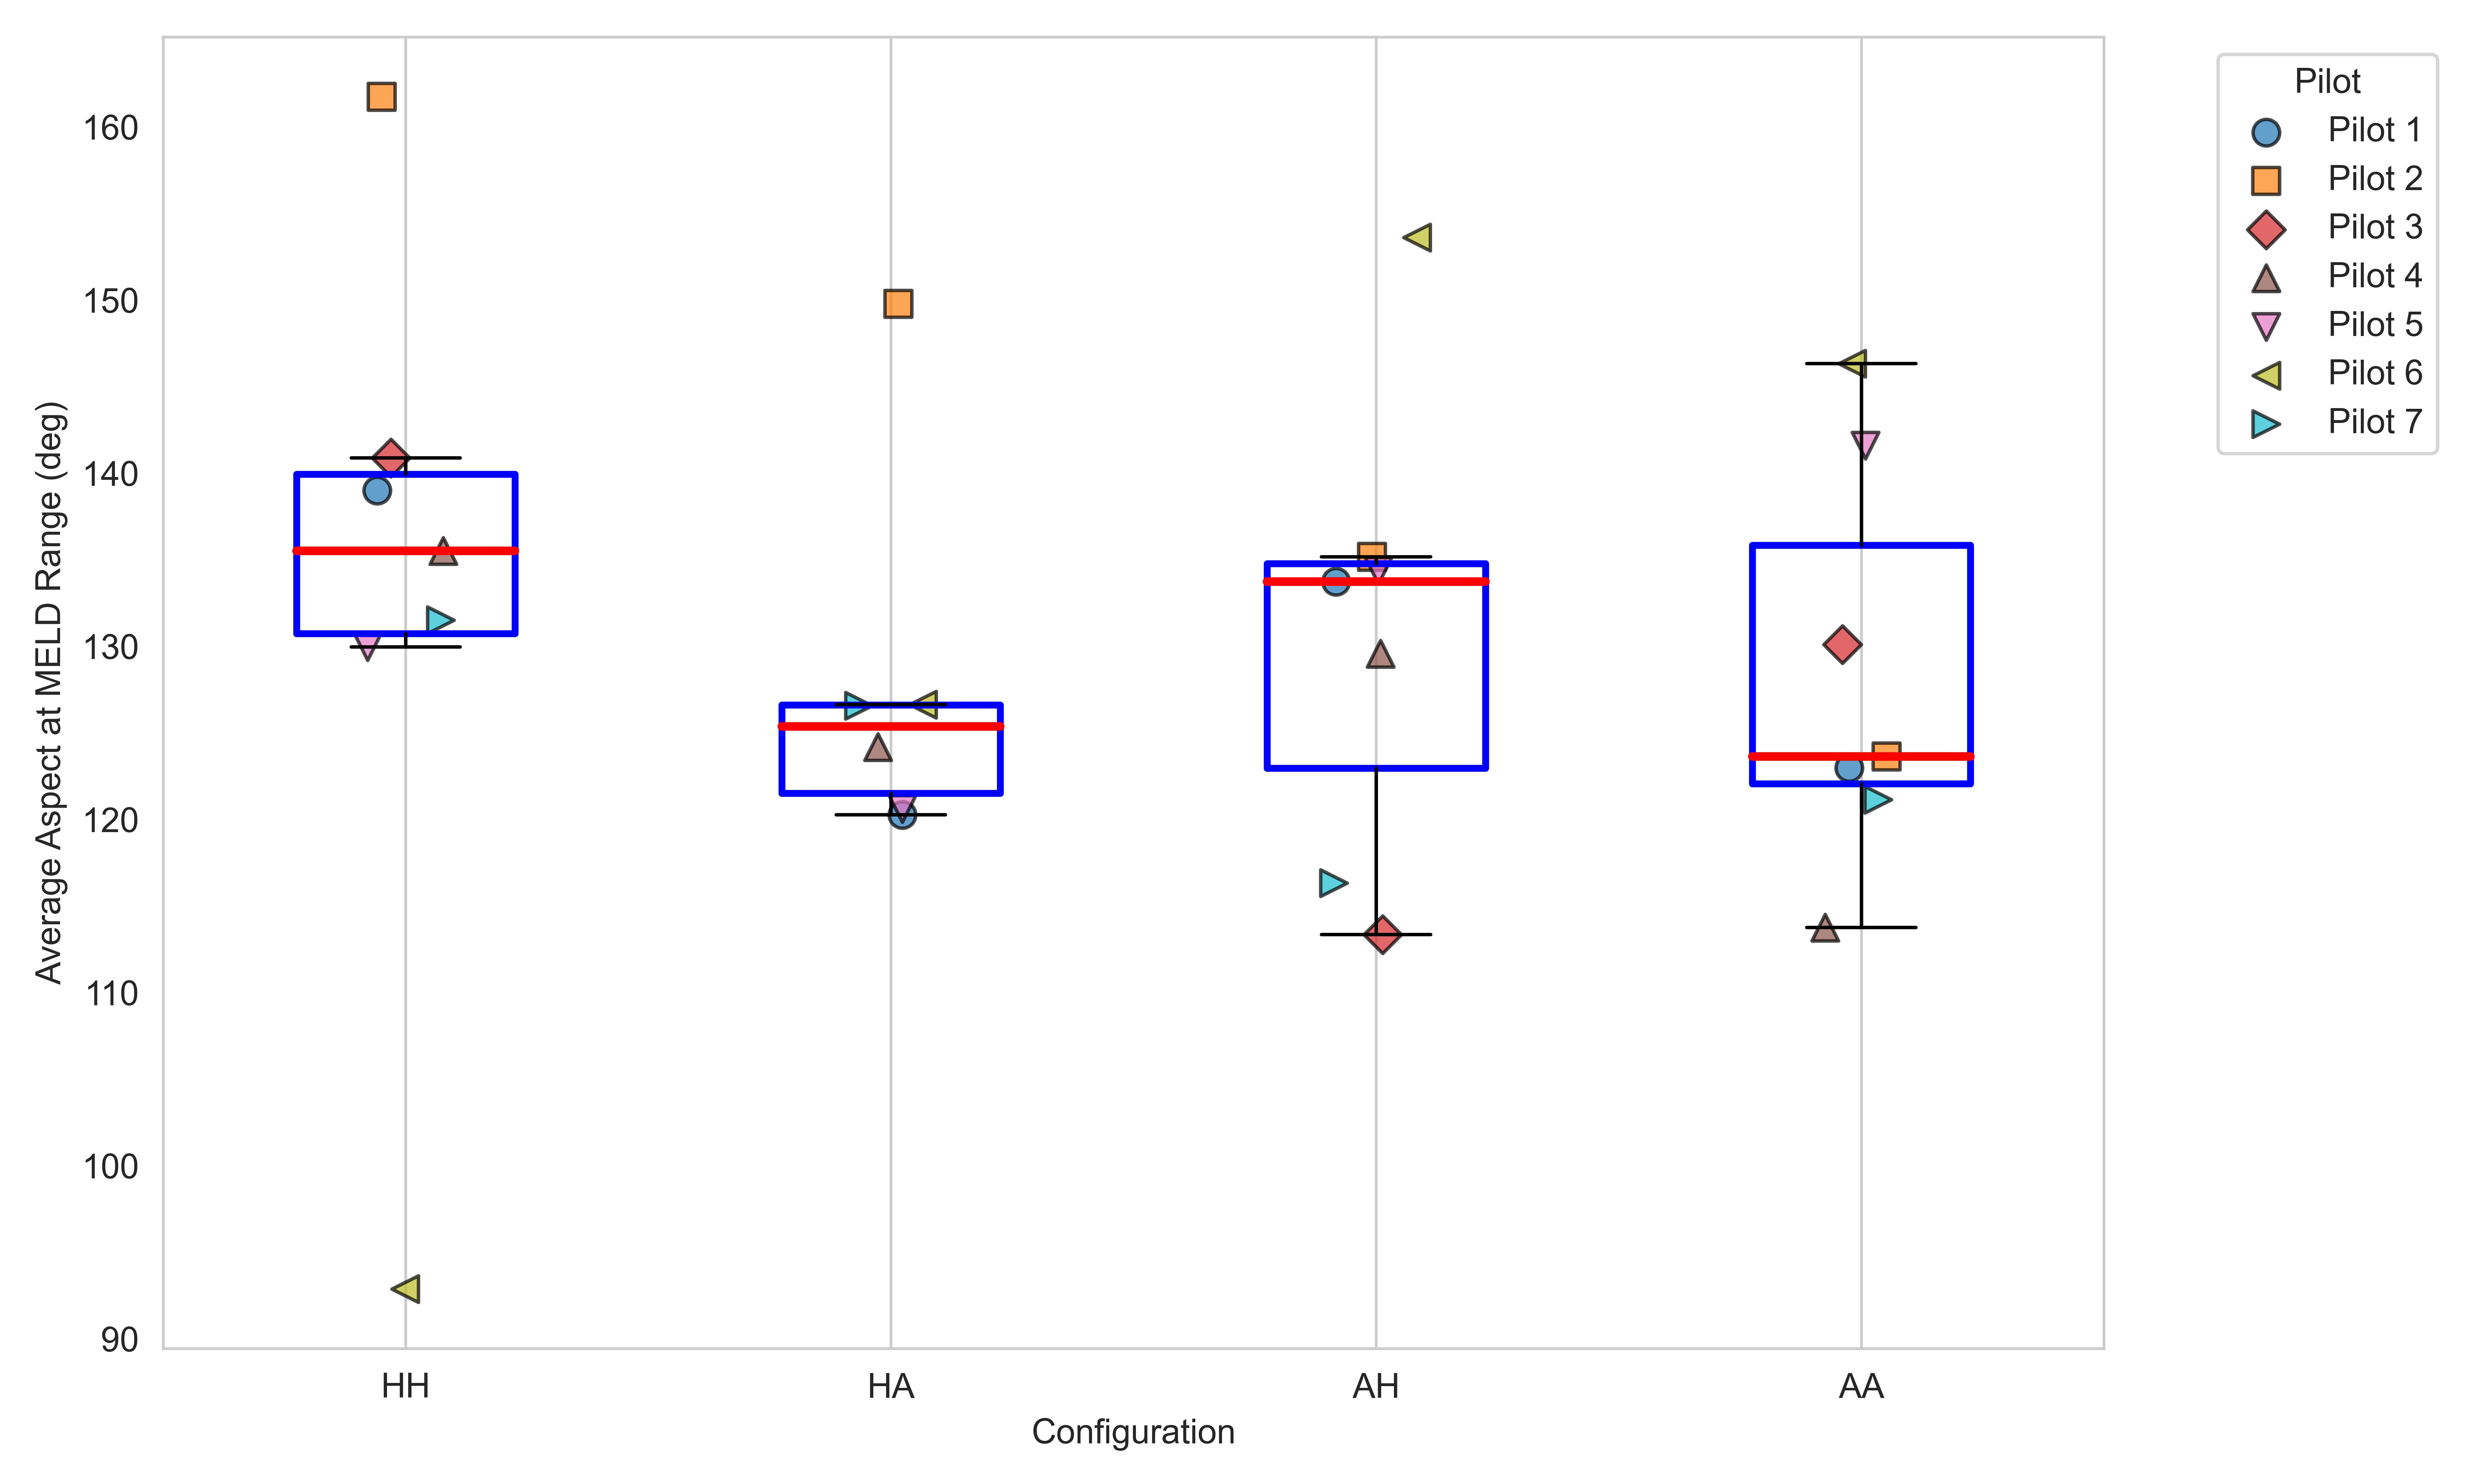 Average Aspect at MELD Range (deg)
160
150
140
130
120
110
100
90
HH
HA
AH
AA
Configuration
Pilot
Pilot 1
Pilot 2
Pilot 3
Pilot 4
Pilot 5
Pilot 6
Pilot 7